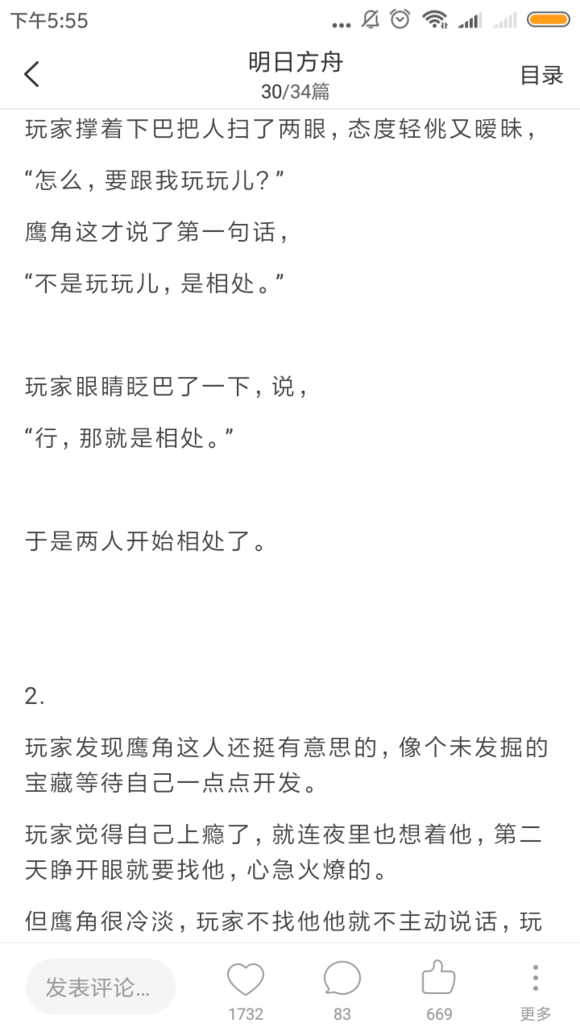 下午5:55
明日方舟
目录
30/34篇
玩家撑着下巴把人扫了两眼，态度轻佻又暧昧，
“怎么，要跟我玩玩儿？”
鹰角这才说了第一句话，
“不是玩玩儿，是相处。”
玩家眼睛眨巴了一下，说，
“行，那就是相处。”
于是两人开始相处了。
2.
玩家发现鹰角这人还挺有意思的，像个未发掘的
宝藏等待自己一点点开发。
玩家觉得自己上瘾了，就连夜里也想着他，第二
天睁开眼就要找他，心急火燎的。
但鹰角很冷淡，玩家不找他他就不主动说话，玩
发表评论...
1732
83
669
更多